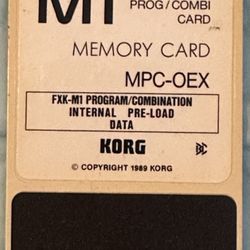 M1
PROG/COMBI
CARD
MEMORY CARD
MPC-OEX
FXK-M1 PROGRAM/COMBINATION
INTERNAL PRE-LOAD
DATA
KORG
© COPYRIGHT 1989 KORG